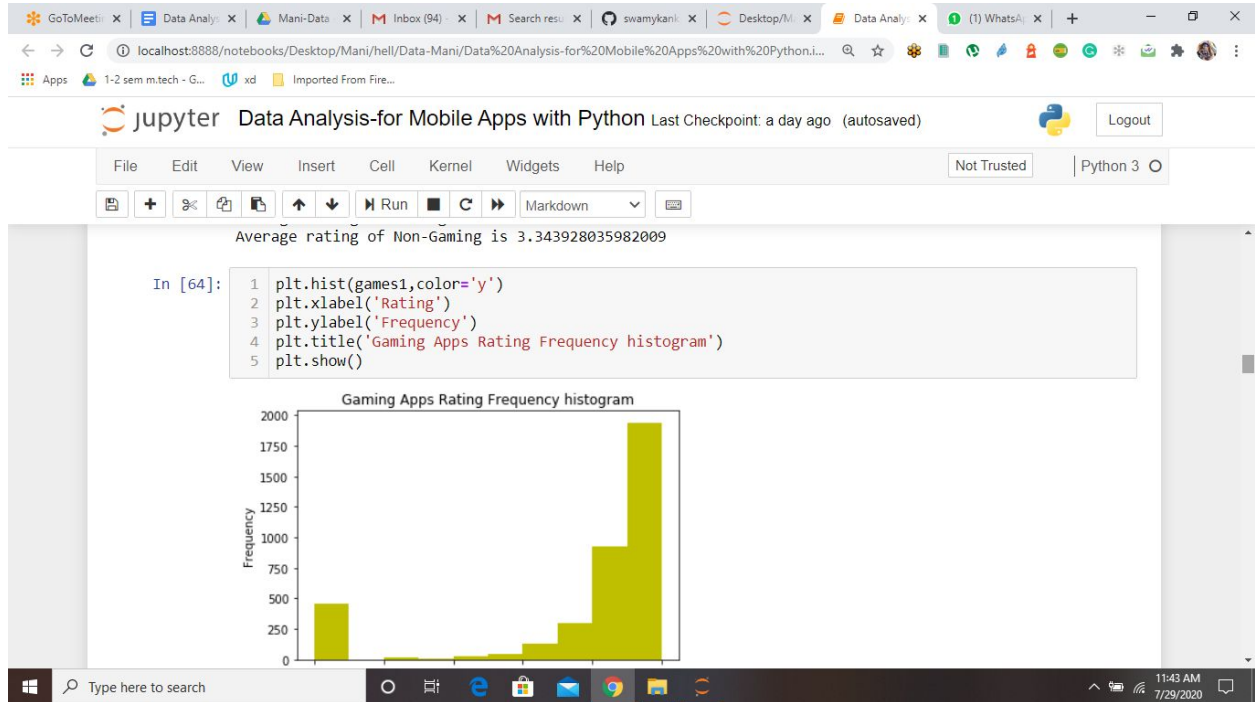 GoToMeetin
Data Analys
Mani-Data
Inbox (94) -
Search resu
swamykank
Desktop/Ma
Data Analys
(1) WhatsAp
localhost:8888/notebooks/Desktop/Mani/hell/Data-Mani/Data%20Analysis-for%20Mobile%20Apps%20with%20Python.i...
Apps
1-2 sem m.tech - G...
xd
Imported From Fire...
jupyter Data Analysis-for Mobile Apps with Python Last Checkpoint: a day ago (autosaved)
Logout
File Edit View Insert Cell Kernel Widgets Help
Not Trusted
Python 3
Run
Markdown
Average rating of Non-Gaming is 3.343928035982009
In [64]:
1 plt.hist(games1,color='y')
2 plt.xlabel('Rating')
3 plt.ylabel('Frequency')
4 plt.title('Gaming Apps Rating Frequency histogram')
5 plt.show()
Gaming Apps Rating Frequency histogram
2000
1750
1500
1250
1000
750
500
250
0
Frequency
Type here to search
11:43 AM
7/29/2020